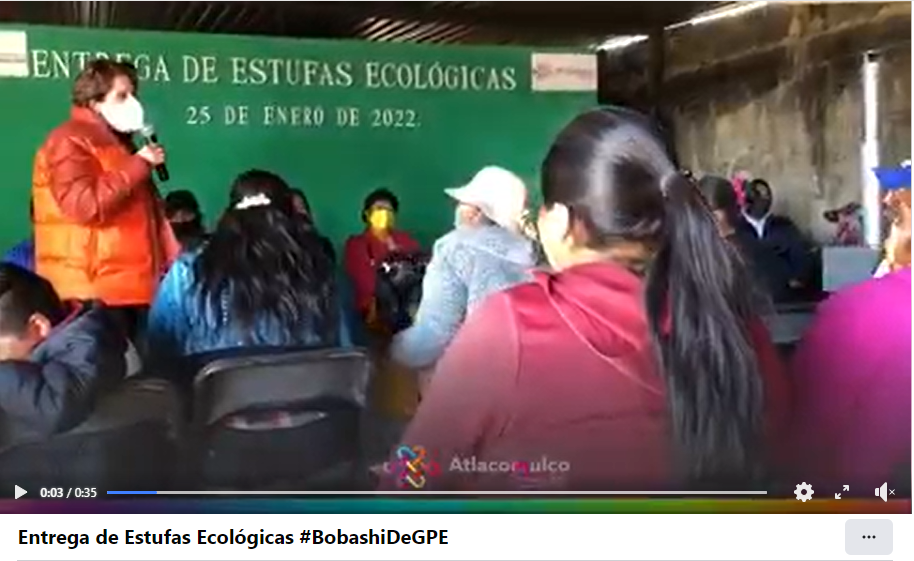 ENTREGA DE ESTUFAS ECOLÓGICAS
25 DE ENERO DE 2022.
Atlacomulco
0:03 / 0:35
Entrega de Estufas Ecológicas #BobashiDeGPE